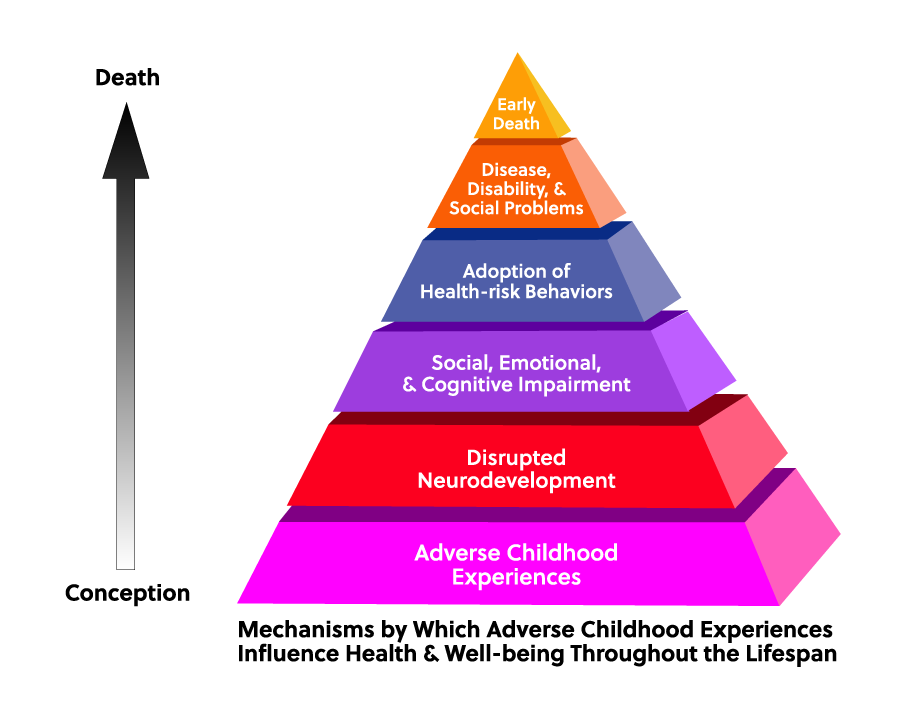 Death
Early
Death
Disease,
Disability, &
Social Problems
Adoption of
Health-risk Behaviors
Social, Emotional,
& Cognitive Impairment
Disrupted
Neurodevelopment
Adverse Childhood
Experiences
Conception
Mechanisms by Which Adverse Childhood Experiences
Influence Health & Well-being Throughout the Lifespan